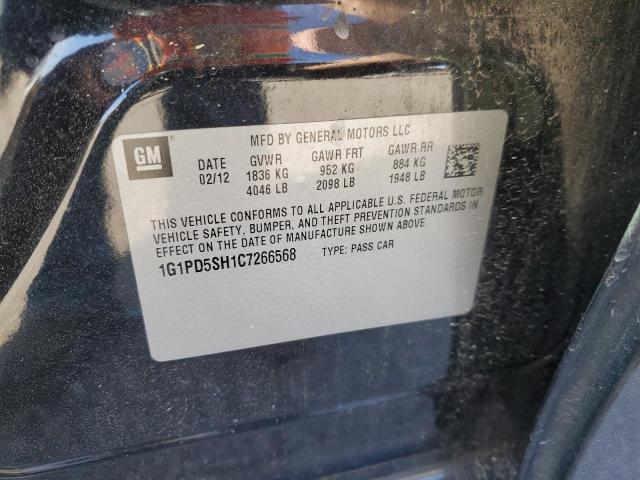 MFD BY GENERAL MOTORS LLC
GM
DATE GVWR GAWR FRT GAWR RR
02/12 1836 KG 952 KG 884 KG
4046 LB 2098 LB 1948 LB
THIS VEHICLE CONFORMS TO ALL APPLICABLE U.S. FEDERAL MOTOR
VEHICLE SAFETY, BUMPER, AND THEFT PREVENTION STANDARDS IN
EFFECT ON THE DATE OF MANUFACTURE SHOWN ABOVE.
1G1PD5SH1C7266568 TYPE: PASS CAR